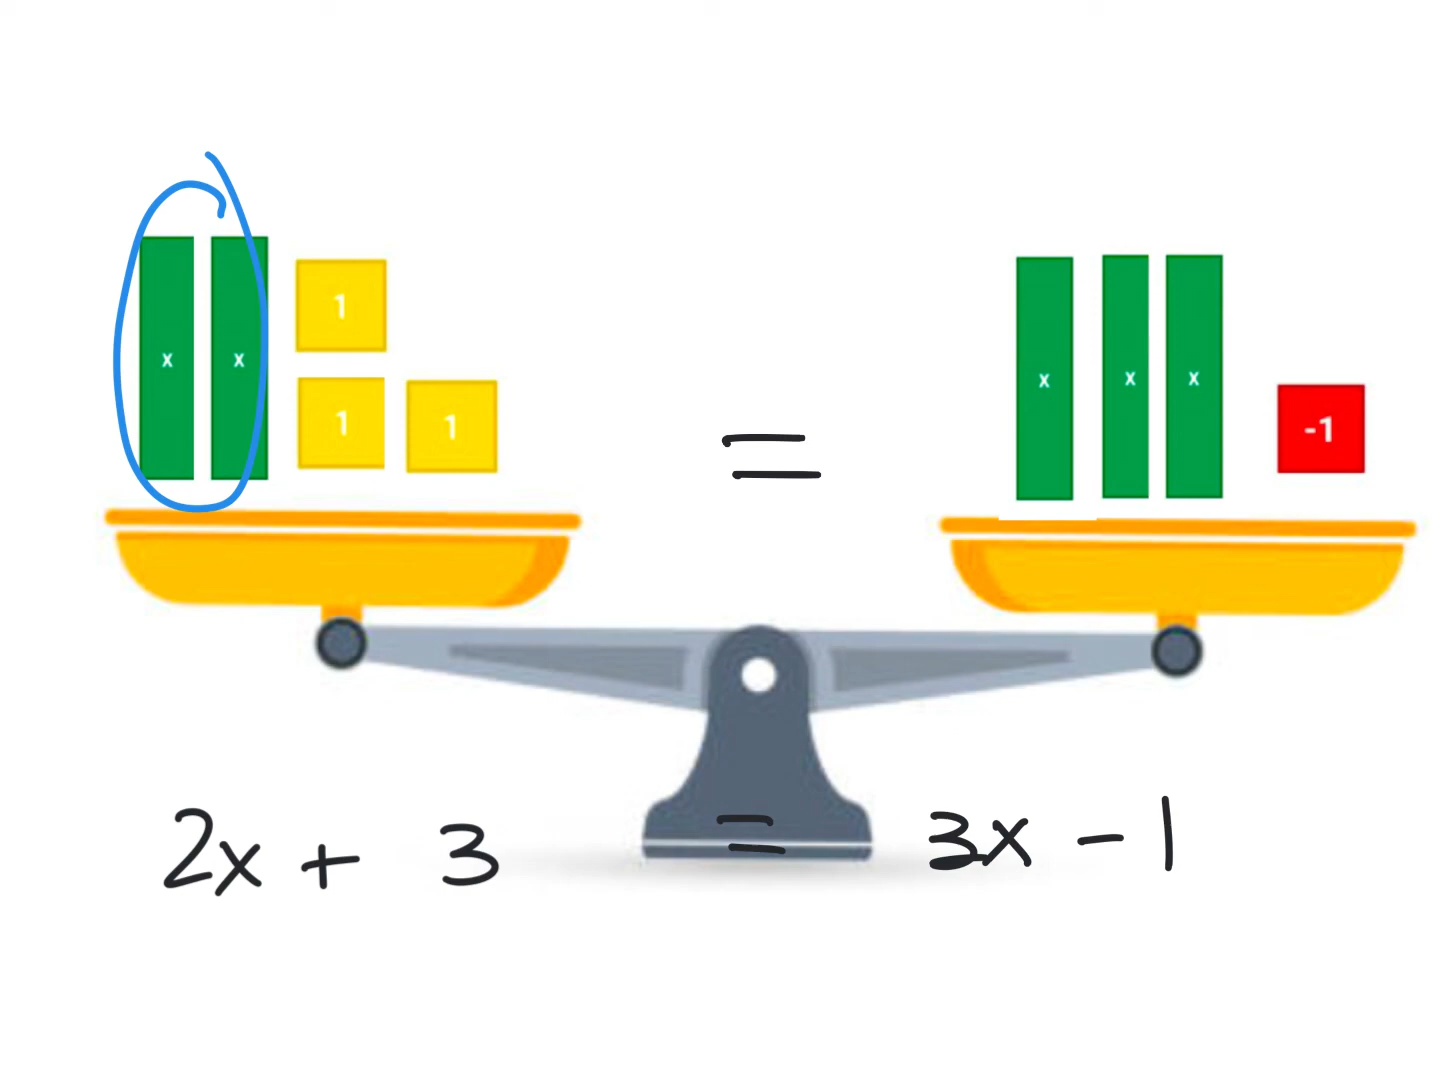 1
x x 1 1 = x x x -1
2x + 3 = 3x - 1